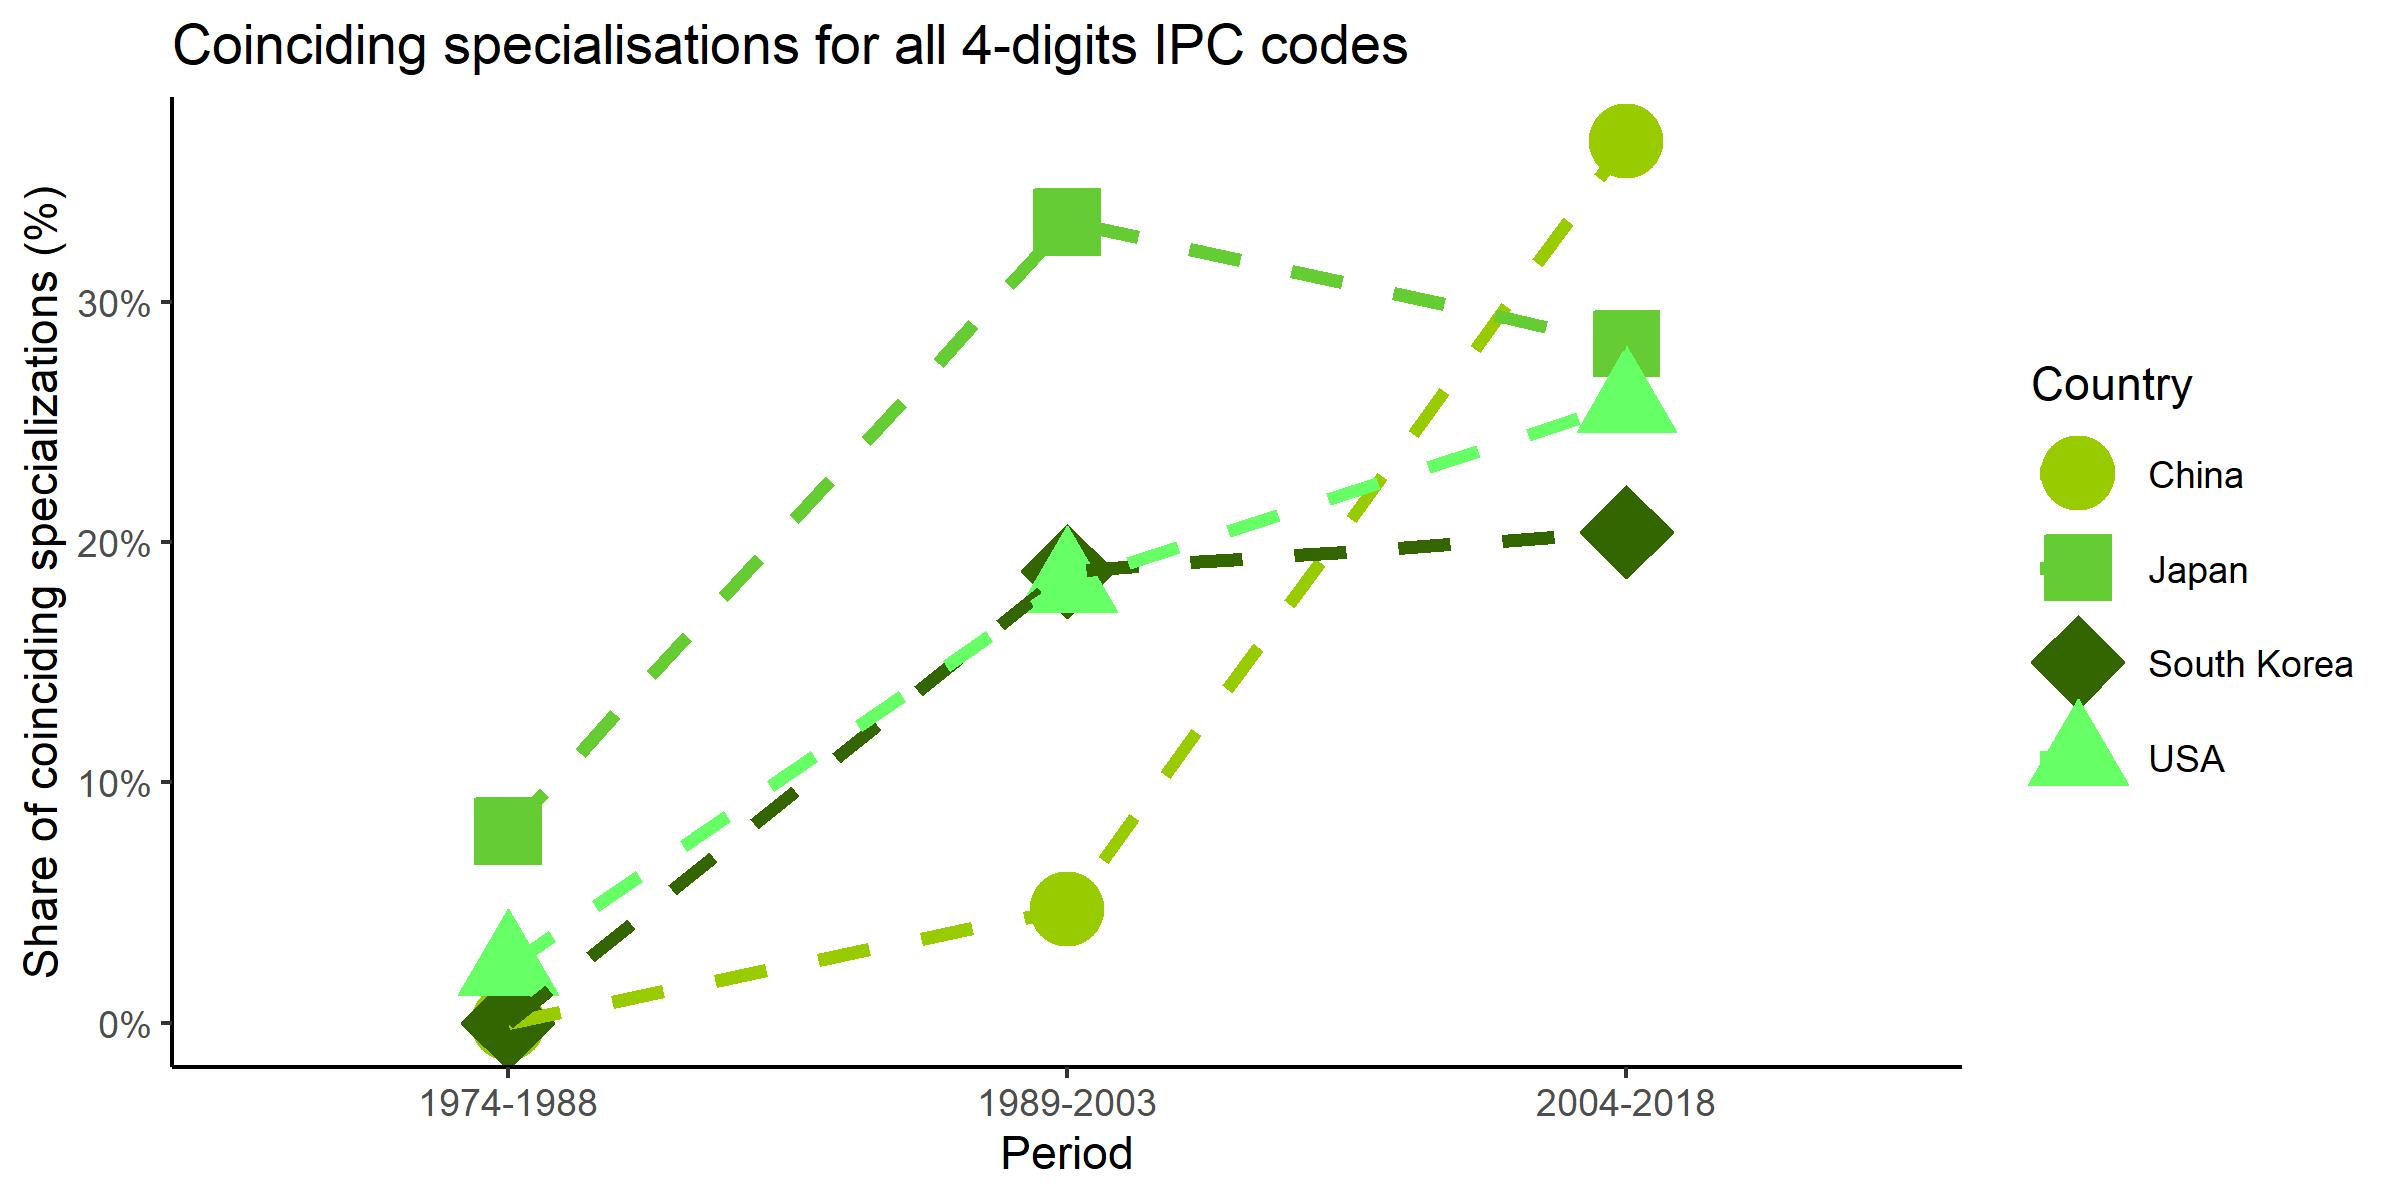 Coinciding specialisations for all 4-digits IPC codes
Share of coinciding specializations (%)
30%
20%
10%
0%
1974-1988
1989-2003
2004-2018
Period
Country
China
Japan
South Korea
USA